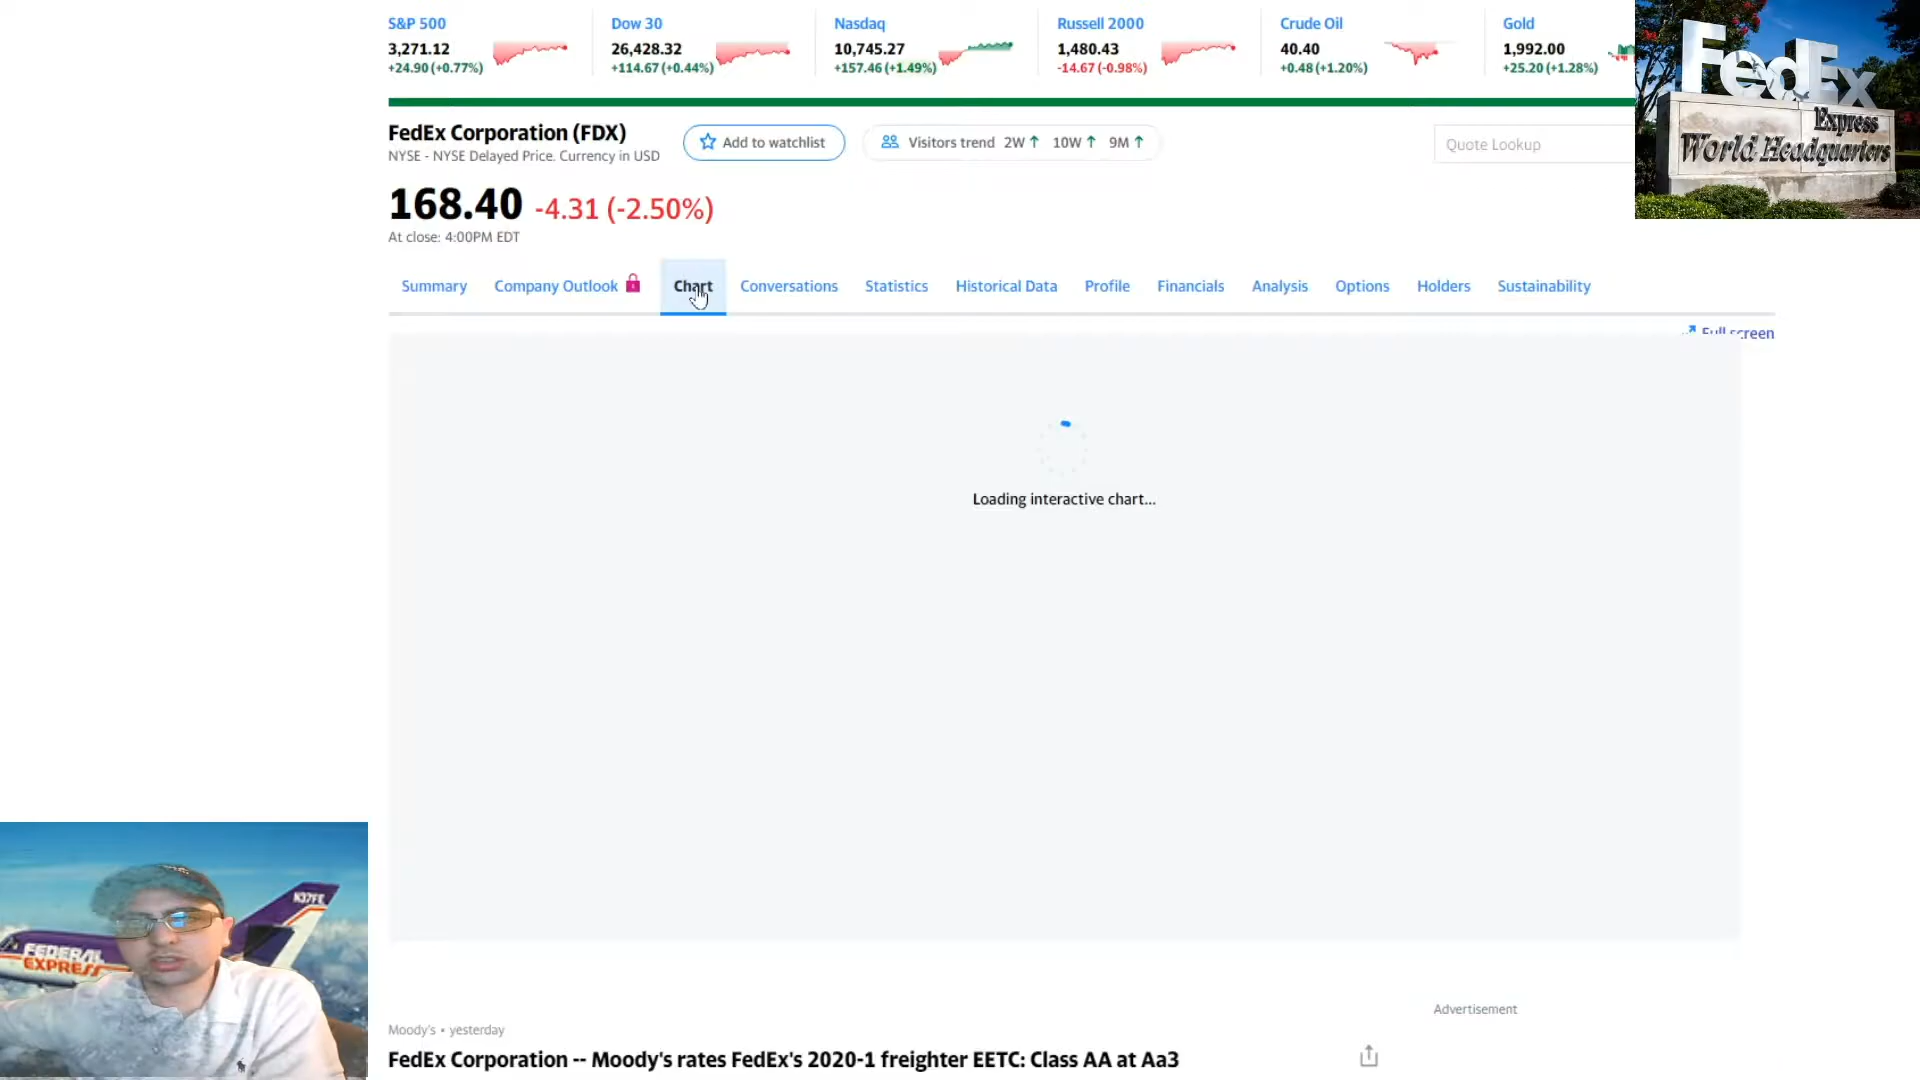 S&P 500
3,271.12
+24.90 (+0.77%)
Dow 30
26,428.32
+114.67 (+0.44%)
Nasdaq
10,745.27
+157.46 (+1.49%)
Russell 2000
1,480.43
-14.67 (-0.98%)
Crude Oil
40.40
+0.48 (+1.20%)
Gold
1,992.00
+25.20 (+1.28%)
FedEx
Express
World Headquarters
FedEx Corporation (FDX)
NYSE - NYSE Delayed Price. Currency in USD
Add to watchlist
Visitors trend 2W ↑ 10W ↑ 9M ↑
Quote Lookup
168.40 -4.31 (-2.50%)
At close: 4:00PM EDT
Summary Company Outlook Chart Conversations Statistics Historical Data Profile Financials Analysis Options Holders Sustainability
Full screen
Loading interactive chart...
N37FE
FEDERAL
EXPRESS
Advertisement
Moody's • yesterday
FedEx Corporation -- Moody's rates FedEx's 2020-1 freighter EETC: Class AA at Aa3